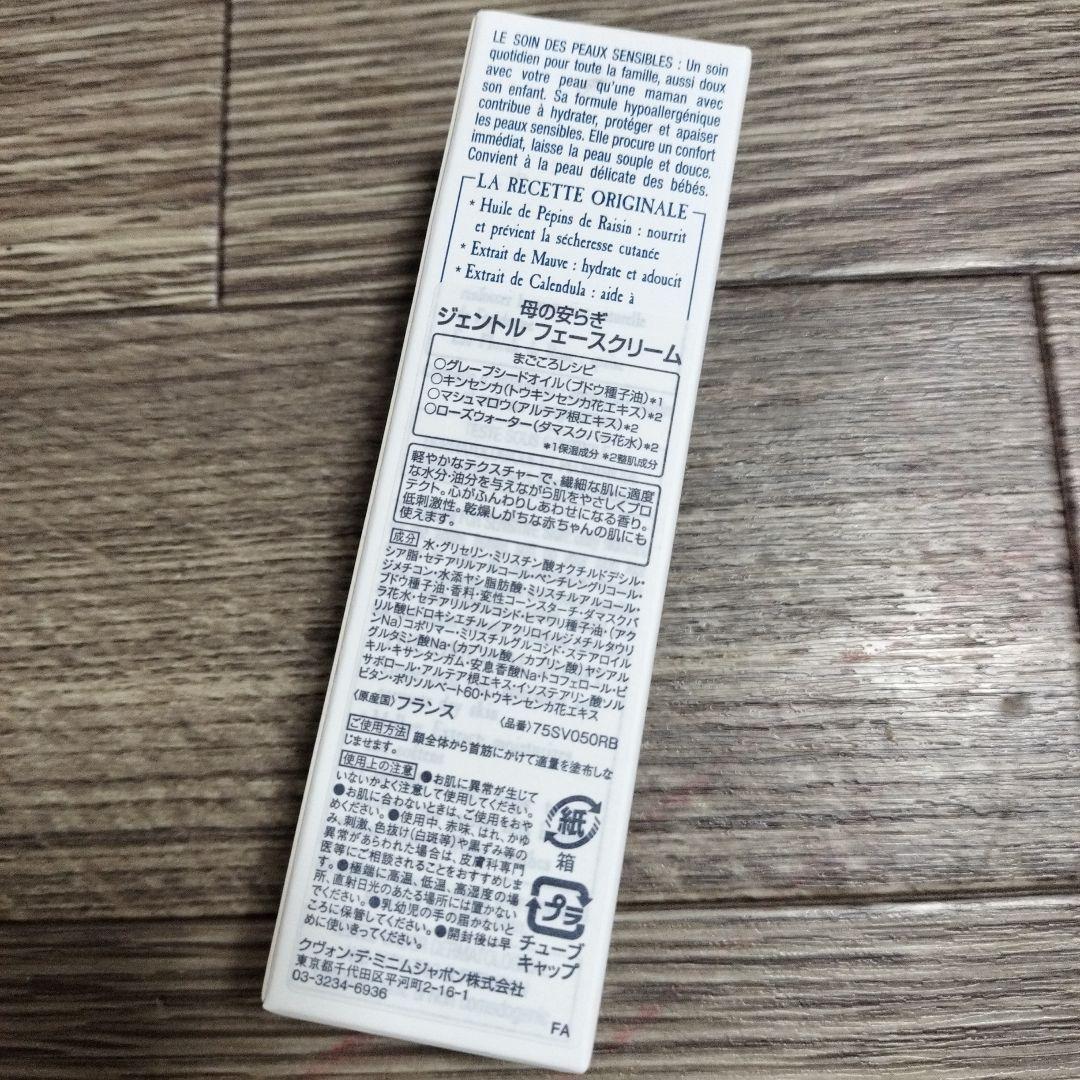 LE SOIN DES PEAUX SENSIBLES : Un soin
quotidien pour toute la famille, aussi doux
avec votre peau qu'une maman avec
son enfant. Sa formule hypoallergénique
contribue à hydrater, protéger et apaiser
les peaux sensibles. Elle procure un confort
immédiat, laisse la peau souple et douce.
Convient à la peau délicate des bébés.
LA RECETTE ORIGINALE
* Huile de Pépins de Raisin : nourrit
et prévient la sécheresse cutanée
* Extrait de Mauve : hydrate et adoucit
* Extrait de Calendula : aide à
母の安らぎ
ジェントル フェースクリーム
まごころレシピ
○グレープシードオイル(ブドウ種子油)*1
○キンセンカ(トウキンセンカ花エキス)*2
○マシュマロウ(アルテア根エキス)*2
○ローズウォーター(ダマスクバラ花水)*2
*1保湿成分 *2整肌成分
軽やかなテクスチャーで、繊細な肌に適度
な水分・油分を与えながら肌をやさしくプロ
テクト。心がふんわりしあわせになる香り。
低刺激性。乾燥しがちな赤ちゃんの肌にも
使えます。
成分 水・グリセリン・ミリスチン酸オクチルドデシル・
シア脂・セテアリルアルコール・ペンチレングリコール・
ジメチコン・水添ヤシ脂肪酸・ミリスチルアルコール・
ブドウ種子油・香料・変性コーンスターチ・ダマスクバ
ラ花水・セテアリルグルコシド・ヒマワリ種子油・(アク
リル酸ヒドロキシエチル/アクリロイルジメチルタウリ
ンNa)コポリマー・ミリスチルグルコシド・ステアロイル
グルタミン酸Na・(カプリル酸/カプリン酸)ヤシアル
キル・キサンタンガム・安息香酸Na・トコフェロール・ビ
サボロール・アルテア根エキス・イソステアリン酸ソル
ビタン・ポリソルベート60・トウキンセンカ花エキス
〈原産国〉フランス 〈品番〉75SV050RB
ご使用方法 顔全体から首筋にかけて適量を塗布しな
じませます。
使用上の注意 ●お肌に異常が生じて
いないかよく注意して使用してください。
●お肌に合わないときは、ご使用をおや
めください。●使用中、赤味、はれ、かゆ
み、刺激、色抜け(白斑等)や黒ずみ等の
異常があらわれた場合は、皮膚科専門
医等にご相談されることをおすすめしま
す。●極端に高温、低温、高湿度の場
所、直射日光のあたる場所には置かない
でください。●乳幼児の手の届かないと
ころに保管してください。●開封後は早
めに使いきってください。
紙
箱
プラ
チューブ
キャップ
クヴォン・デ・ミニムジャポン株式会社
東京都千代田区平河町2-16-1
03-3234-6936
FA